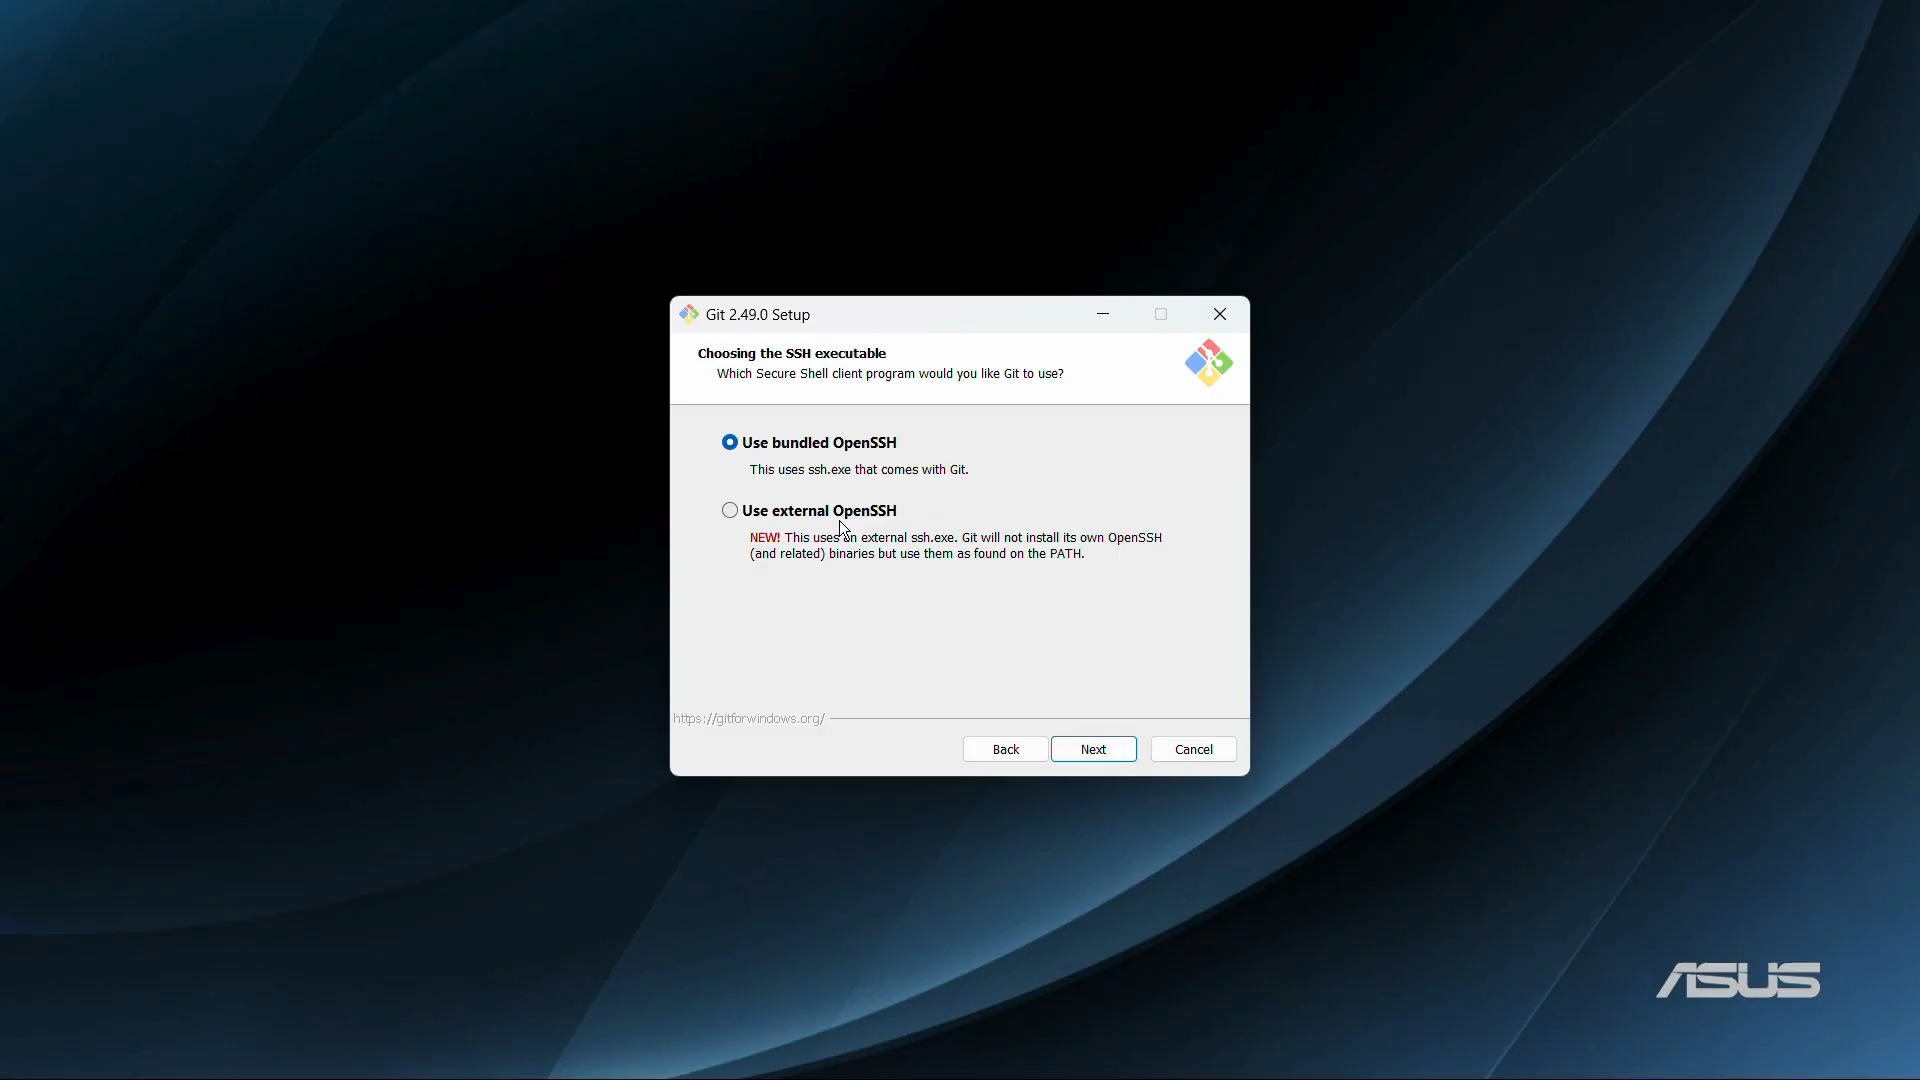 Git 2.49.0 Setup
Choosing the SSH executable
Which Secure Shell client program would you like Git to use?
Use bundled OpenSSH
This uses ssh.exe that comes with Git.
Use external OpenSSH
NEW! This uses an external ssh.exe. Git will not install its own OpenSSH
(and related) binaries but use them as found on the PATH.
https://gitforwindows.org/
Back Next Cancel
ASUS